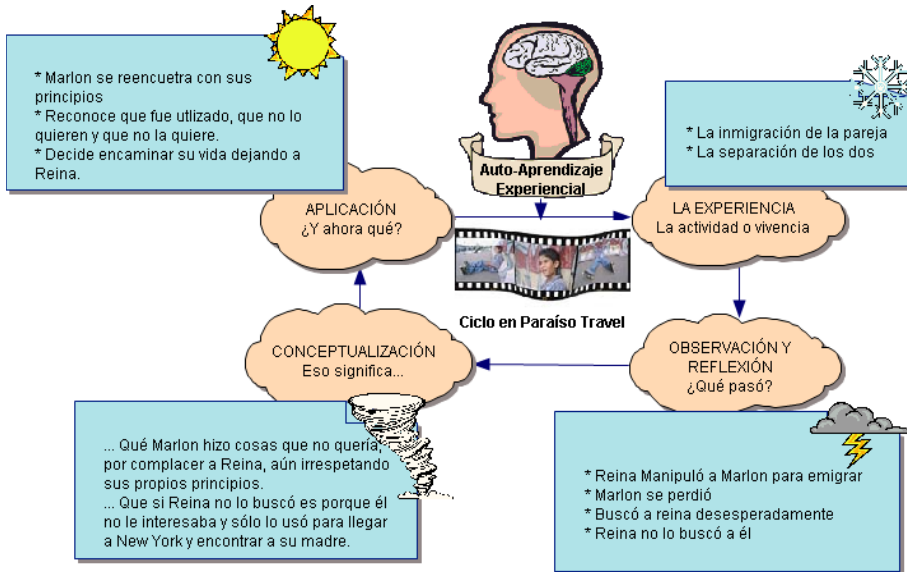 * Marlon se reencuetra con sus
principios
* Reconoce que fue utlizado, que no lo
quieren y que no la quiere.
* Decide encaminar su vida dejando a
Reina.
Auto-Aprendizaje
Experiencial
* La inmigración de la pareja
* La separación de los dos
APLICACIÓN
¿Y ahora qué?
LA EXPERIENCIA
La actividad o vivencia
Ciclo en Paraíso Travel
CONCEPTUALIZACIÓN
Eso significa...
OBSERVACIÓN Y
REFLEXIÓN
¿Qué pasó?
... Qué Marlon hizo cosas que no quería,
por complacer a Reina, aún irrespetando
sus propios principios.
... Que si Reina no lo buscó es porque él
no le interesaba y sólo lo usó para llegar
a New York y encontrar a su madre.
* Reina Manipuló a Marlon para emigrar
* Marlon se perdió
* Buscó a reina desesperadamente
* Reina no lo buscó a él